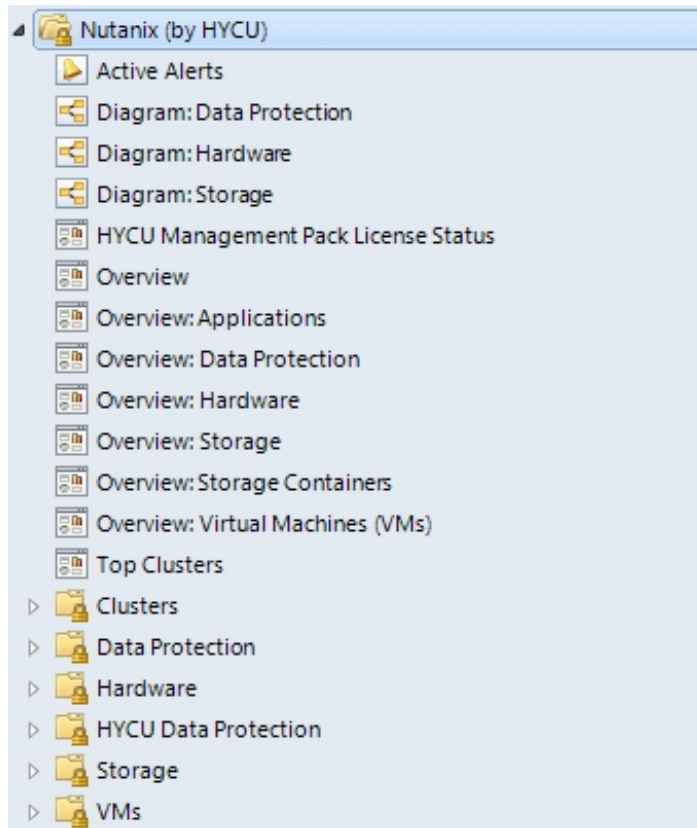 Nutanix (by HYCU)
Active Alerts
Diagram: Data Protection
Diagram: Hardware
Diagram: Storage
HYCU Management Pack License Status
Overview
Overview: Applications
Overview: Data Protection
Overview: Hardware
Overview: Storage
Overview: Storage Containers
Overview: Virtual Machines (VMs)
Top Clusters
Clusters
Data Protection
Hardware
HYCU Data Protection
Storage
VMs